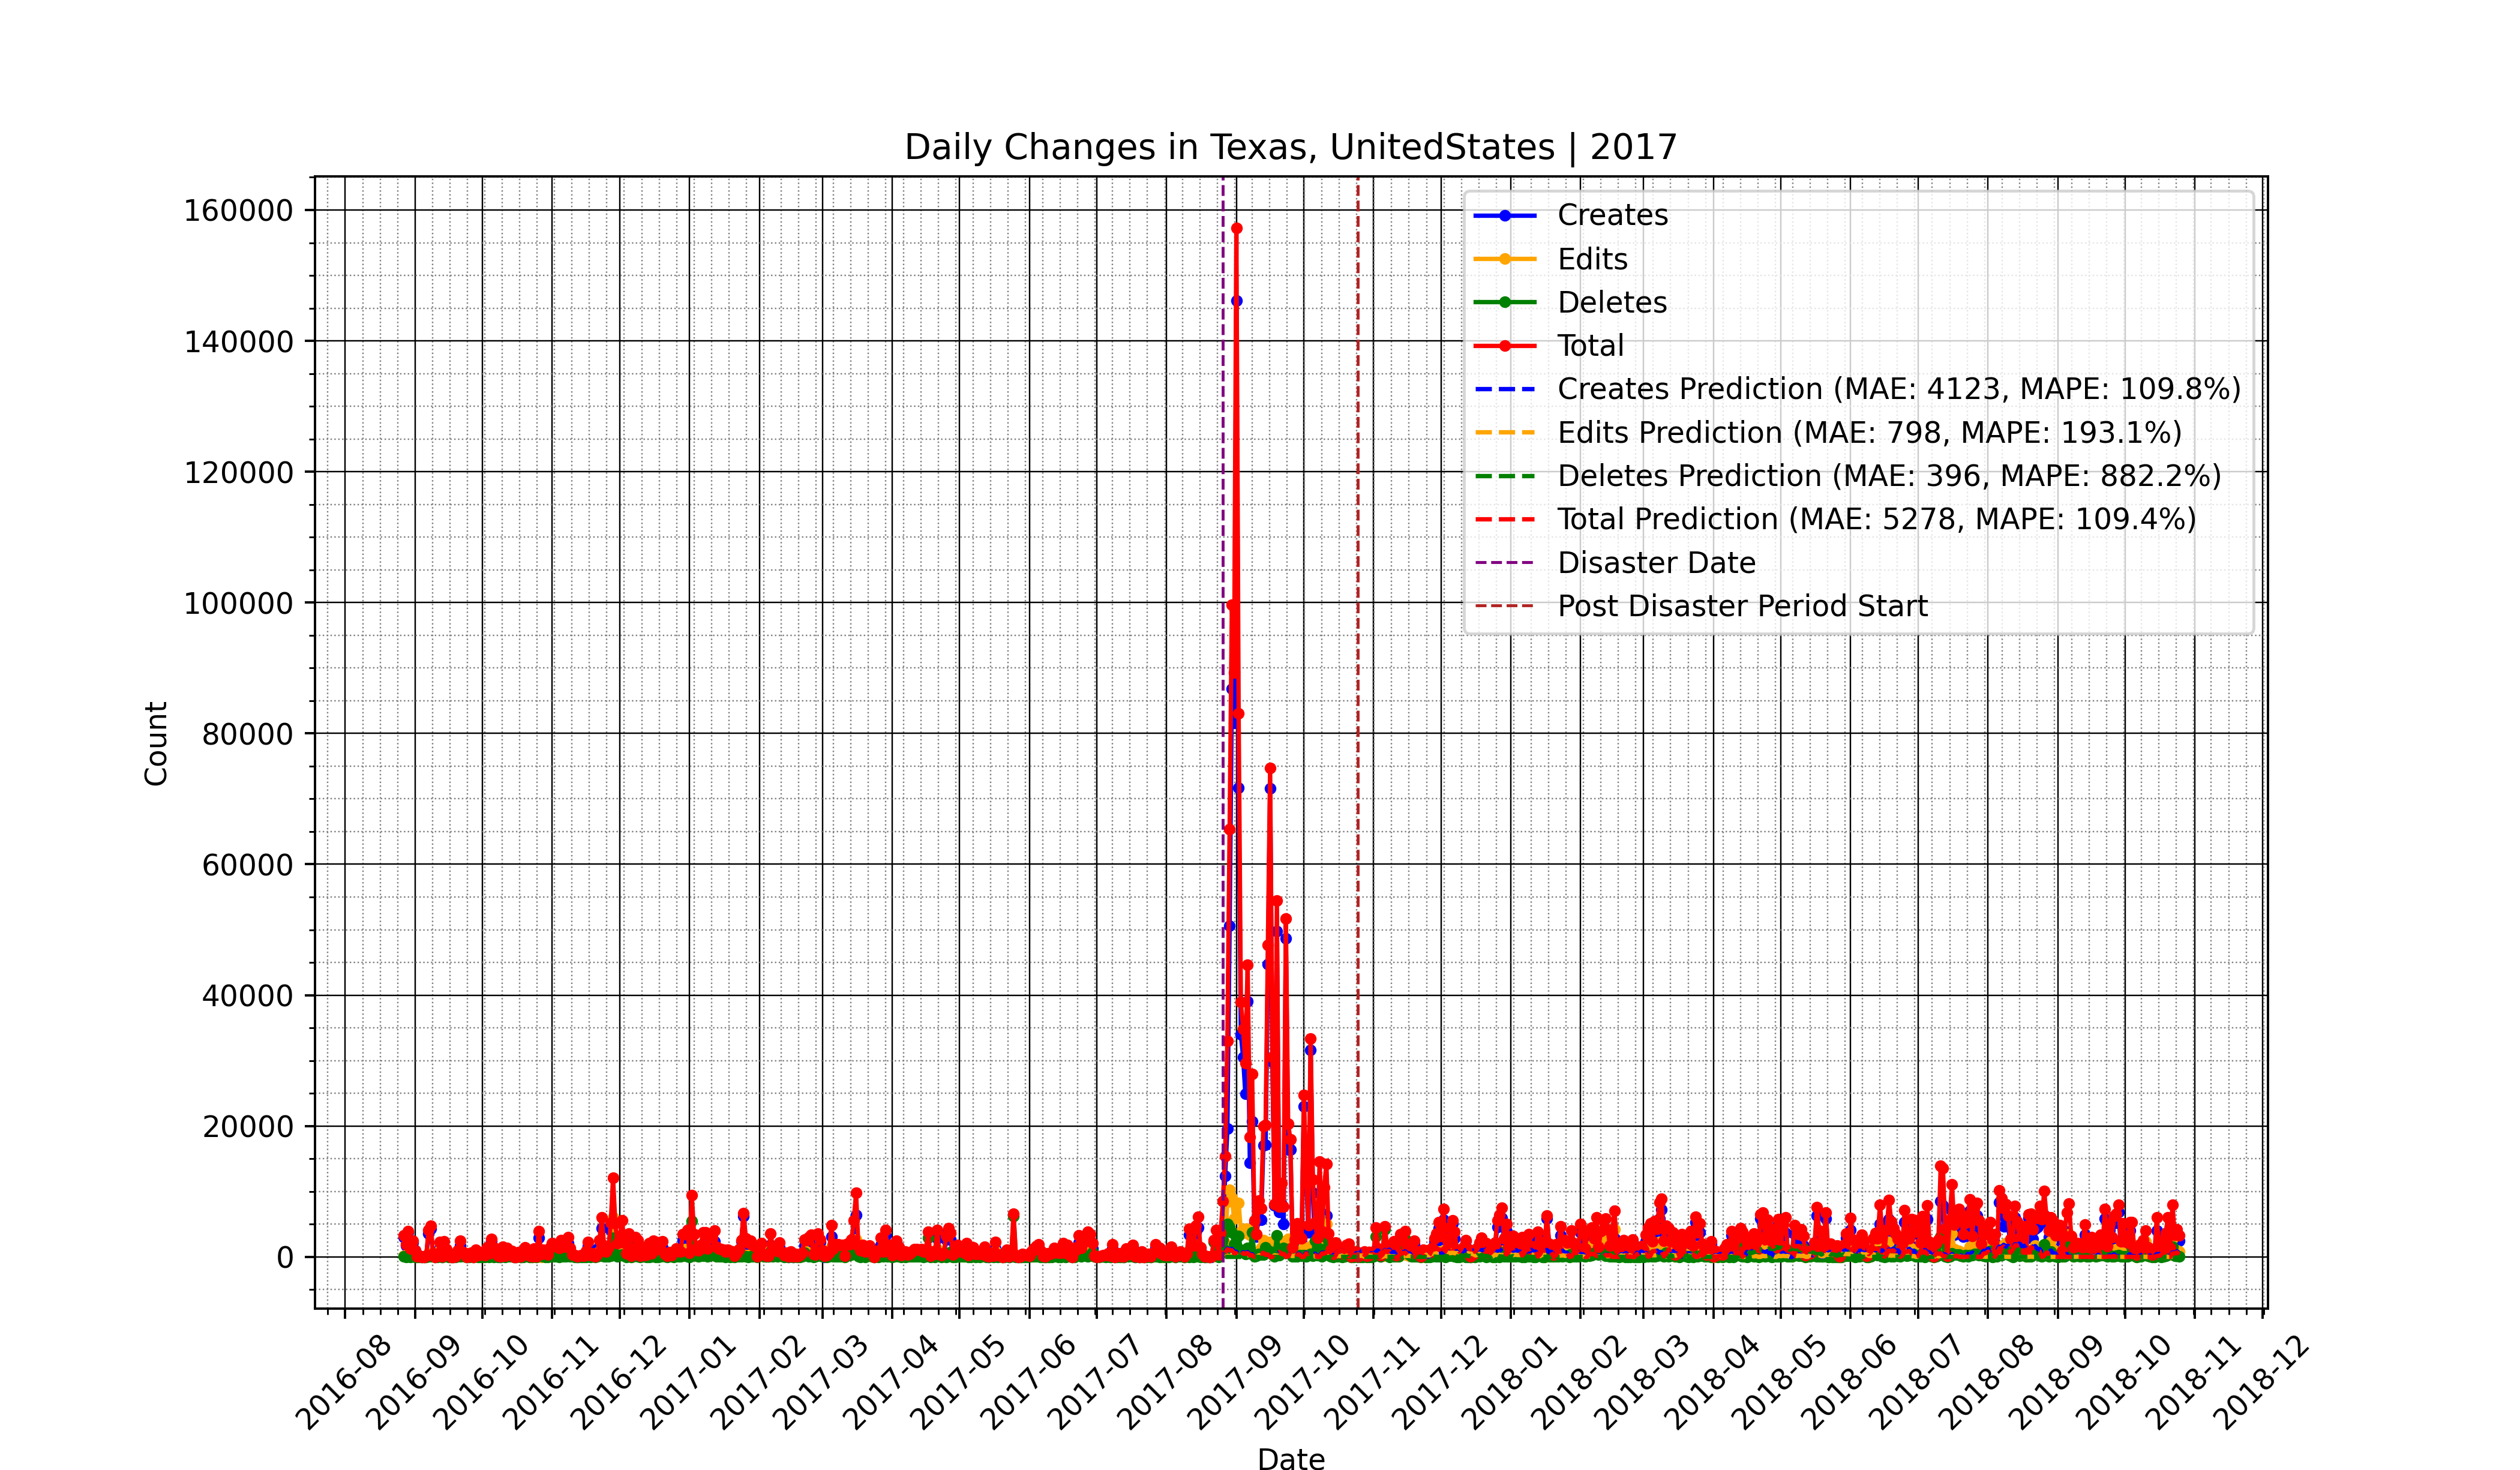 Daily Changes in Texas, UnitedStates | 2017
160000
140000
120000
100000
80000
60000
40000
20000
0
Count
Creates
Edits
Deletes
Total
Creates Prediction (MAE: 4123, MAPE: 109.8%)
Edits Prediction (MAE: 798, MAPE: 193.1%)
Deletes Prediction (MAE: 396, MAPE: 882.2%)
Total Prediction (MAE: 5278, MAPE: 109.4%)
Disaster Date
Post Disaster Period Start
2016-08
2016-09
2016-10
2016-11
2016-12
2017-01
2017-02
2017-03
2017-04
2017-05
2017-06
2017-07
2017-08
2017-09
2017-10
2017-11
2017-12
2018-01
2018-02
2018-03
2018-04
2018-05
2018-06
2018-07
2018-08
2018-09
2018-10
2018-11
2018-12
Date